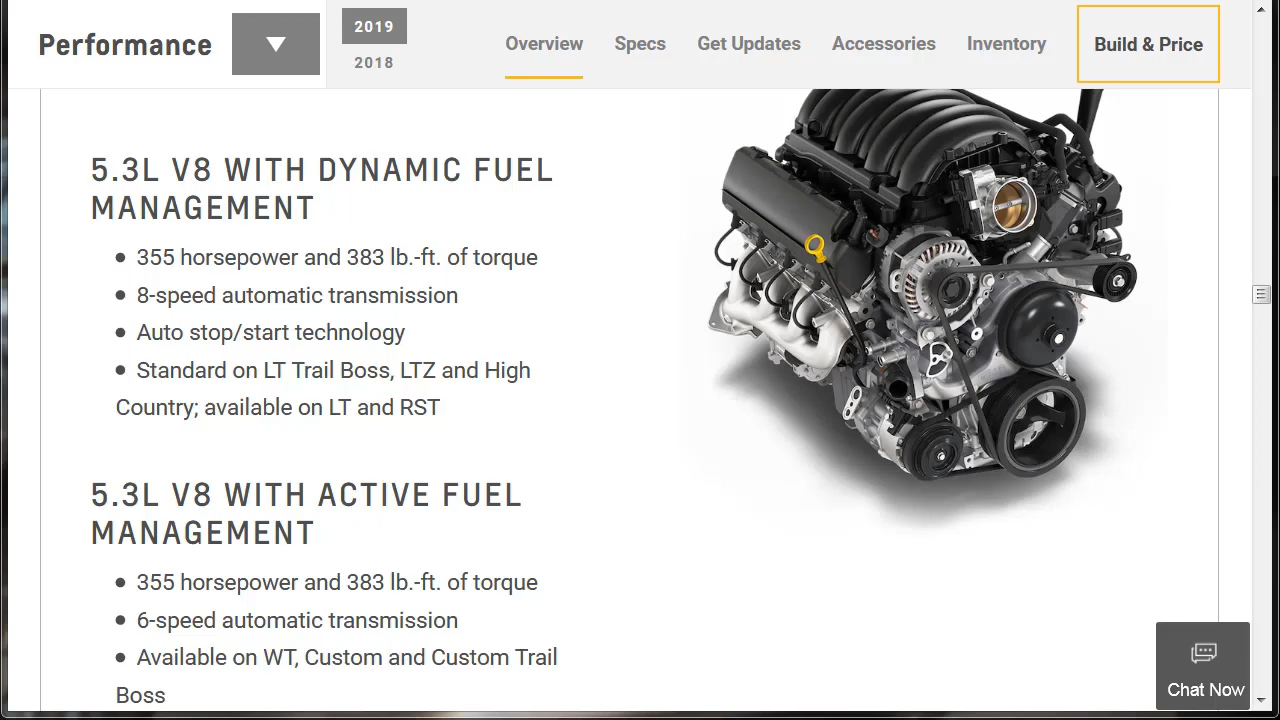 Performance
2019
2018
Overview
Specs
Get Updates
Accessories
Inventory
Build & Price
5.3L V8 WITH DYNAMIC FUEL
MANAGEMENT
• 355 horsepower and 383 lb.-ft. of torque
• 8-speed automatic transmission
• Auto stop/start technology
• Standard on LT Trail Boss, LTZ and High
Country; available on LT and RST
5.3L V8 WITH ACTIVE FUEL
MANAGEMENT
• 355 horsepower and 383 lb.-ft. of torque
• 6-speed automatic transmission
• Available on WT, Custom and Custom Trail
Boss
Chat Now